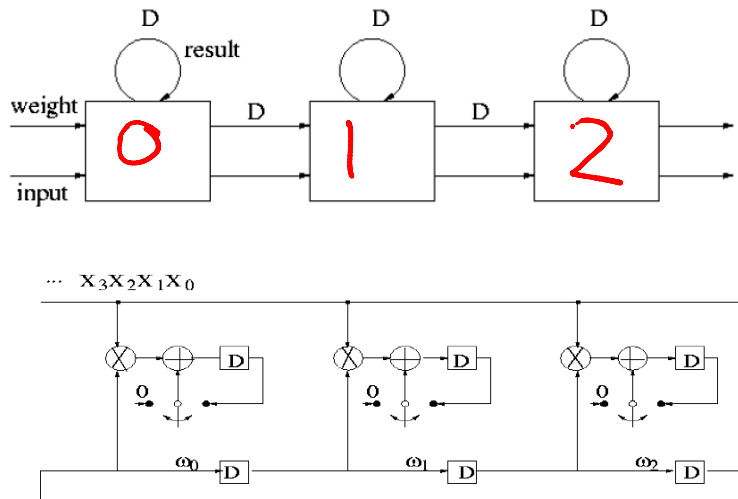 D D D
result
weight D D
0 1 2
input
... X₃X₂X₁X₀
D D D
0 0 0
ω₀ D ω₁ D ω₂ D